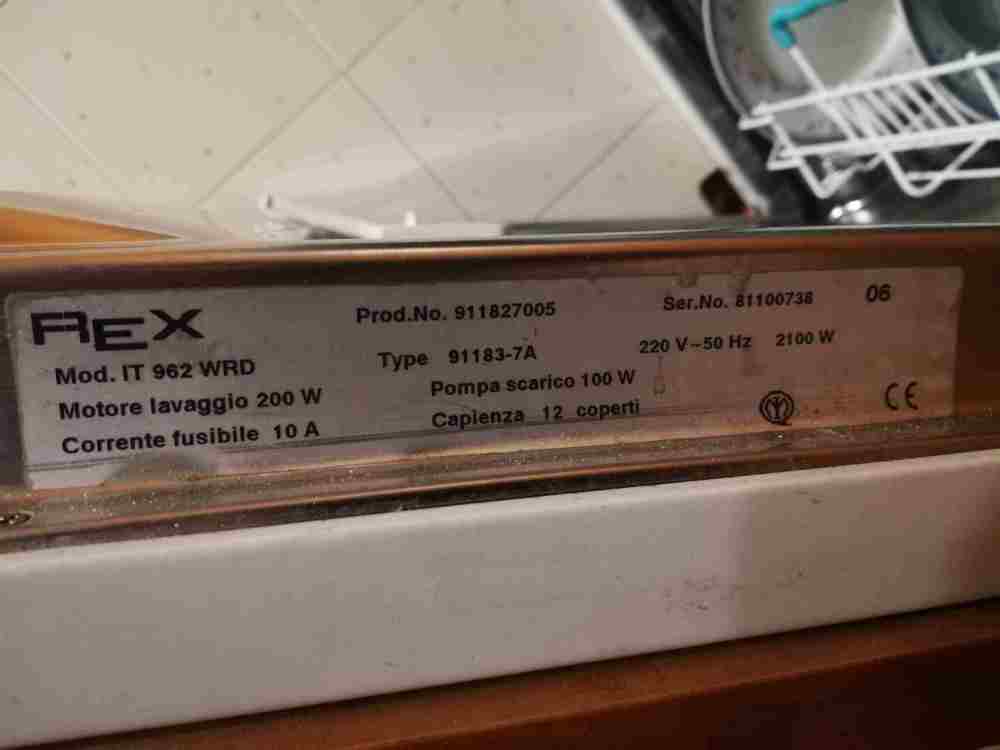 REX Prod.No. 911827005 Ser.No. 81100738 06
Mod. IT 962 WRD Type 91183-7A 220 V~50 Hz 2100 W
Motore lavaggio 200 W Pompa scarico 100 W
Corrente fusibile 10 A Capienza 12 coperti CE